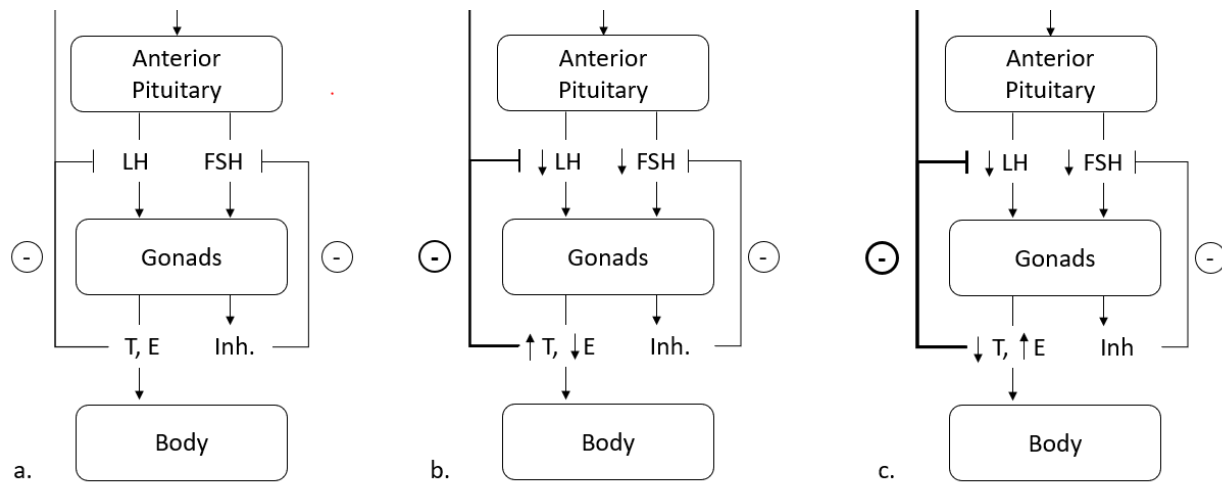 Anterior
Pituitary
LH FSH
-
-
Gonads
T, E Inh.
Body
a.
Anterior
Pituitary
↓ LH ↓ FSH
-
-
Gonads
↑ T, ↓ E Inh.
Body
b.
Anterior
Pituitary
↓ LH ↓ FSH
-
-
Gonads
↓ T, ↑ E Inh
Body
c.